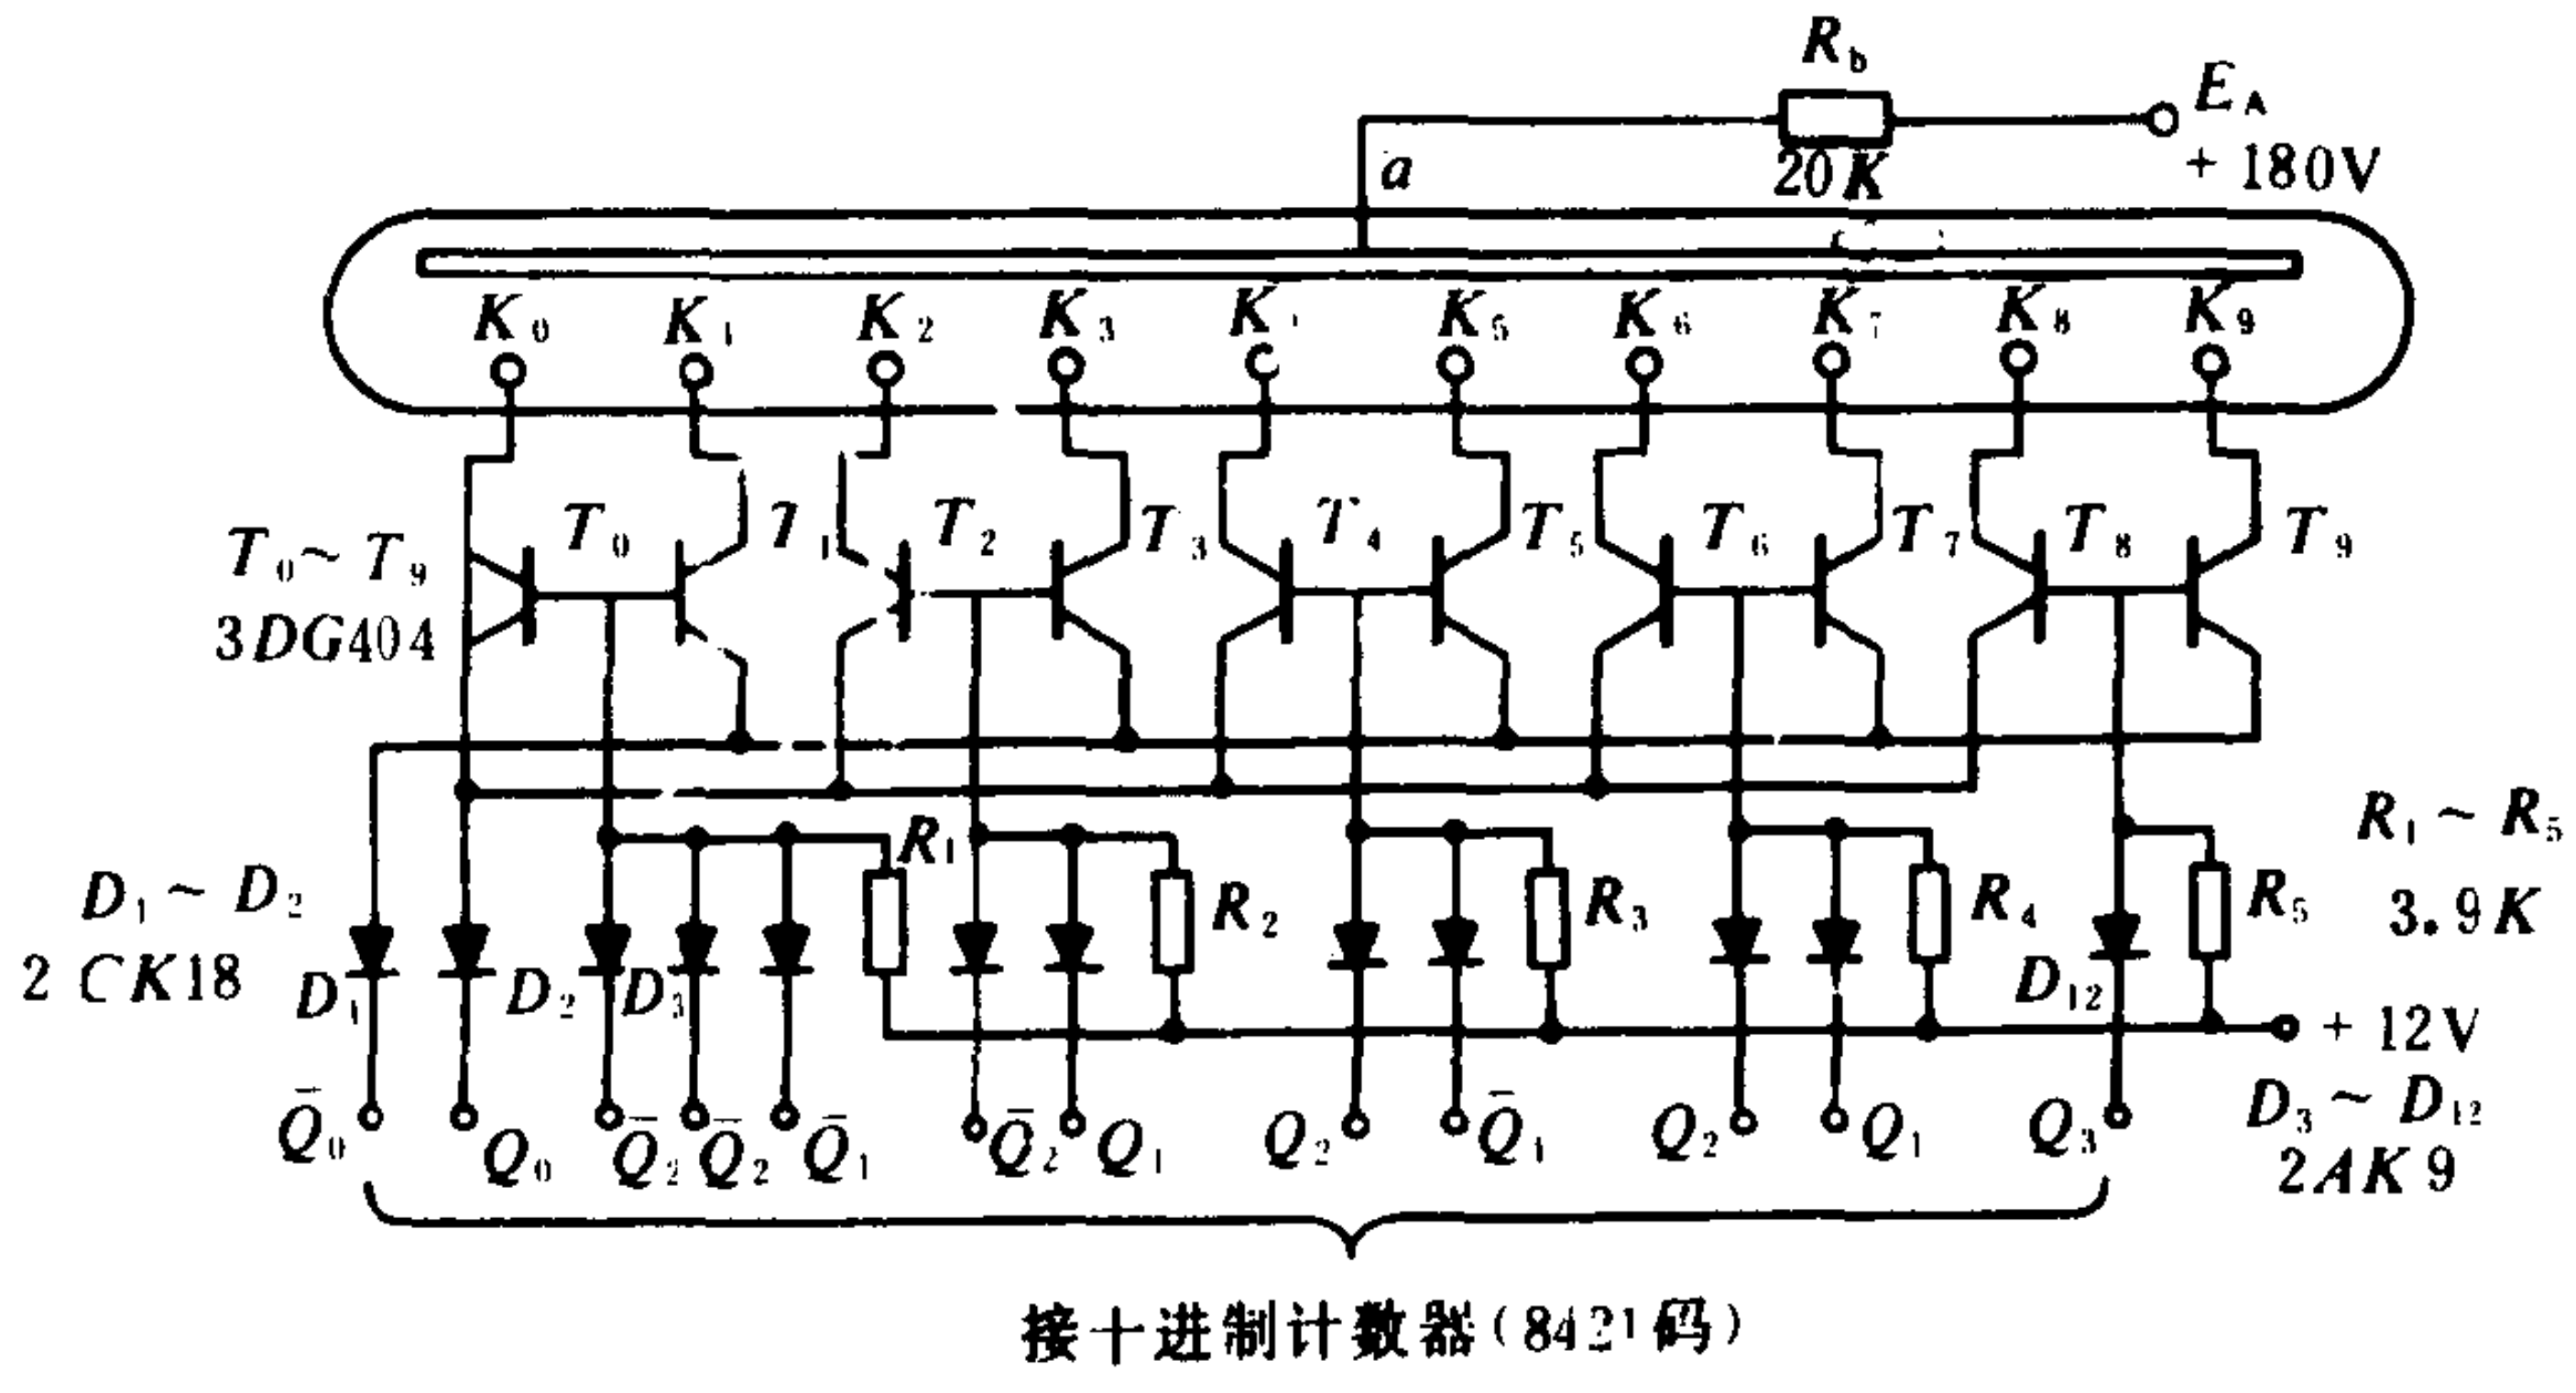 R_b
E_A
a
20K
+180V
K_0 K_1 K_2 K_3 K K_5 K_6 K_7 K_8 K_9
T_0~T_9 T_0 T_1 T_2 T_3 T_4 T_5 T_6 T_7 T_8 T_9
3DG404
R_1 R_1~R_5
D_1~D_2 R_2 R_3 R_4 R_5 3.9K
2CK18 D_1 D_2 D_3 D_12
+12V
Q̄_0 Q_0 Q̄_2 Q̄_2 Q̄_1 Q̄_2 Q_1 Q_2 Q̄_1 Q_2 Q_1 Q_3 D_3~D_12
2AK9
接十进制计数器(8421码)